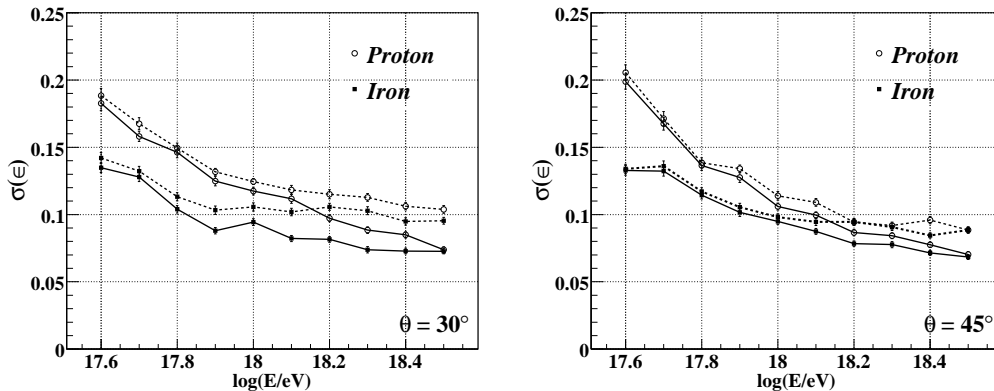 0.25
0.2
0.15
0.1
0.05
0
σ(∈)
Proton
Iron
θ = 30°
17.6 17.8 18 18.2 18.4
log(E/eV)
0.25
0.2
0.15
0.1
0.05
0
σ(∈)
Proton
Iron
θ = 45°
17.6 17.8 18 18.2 18.4
log(E/eV)